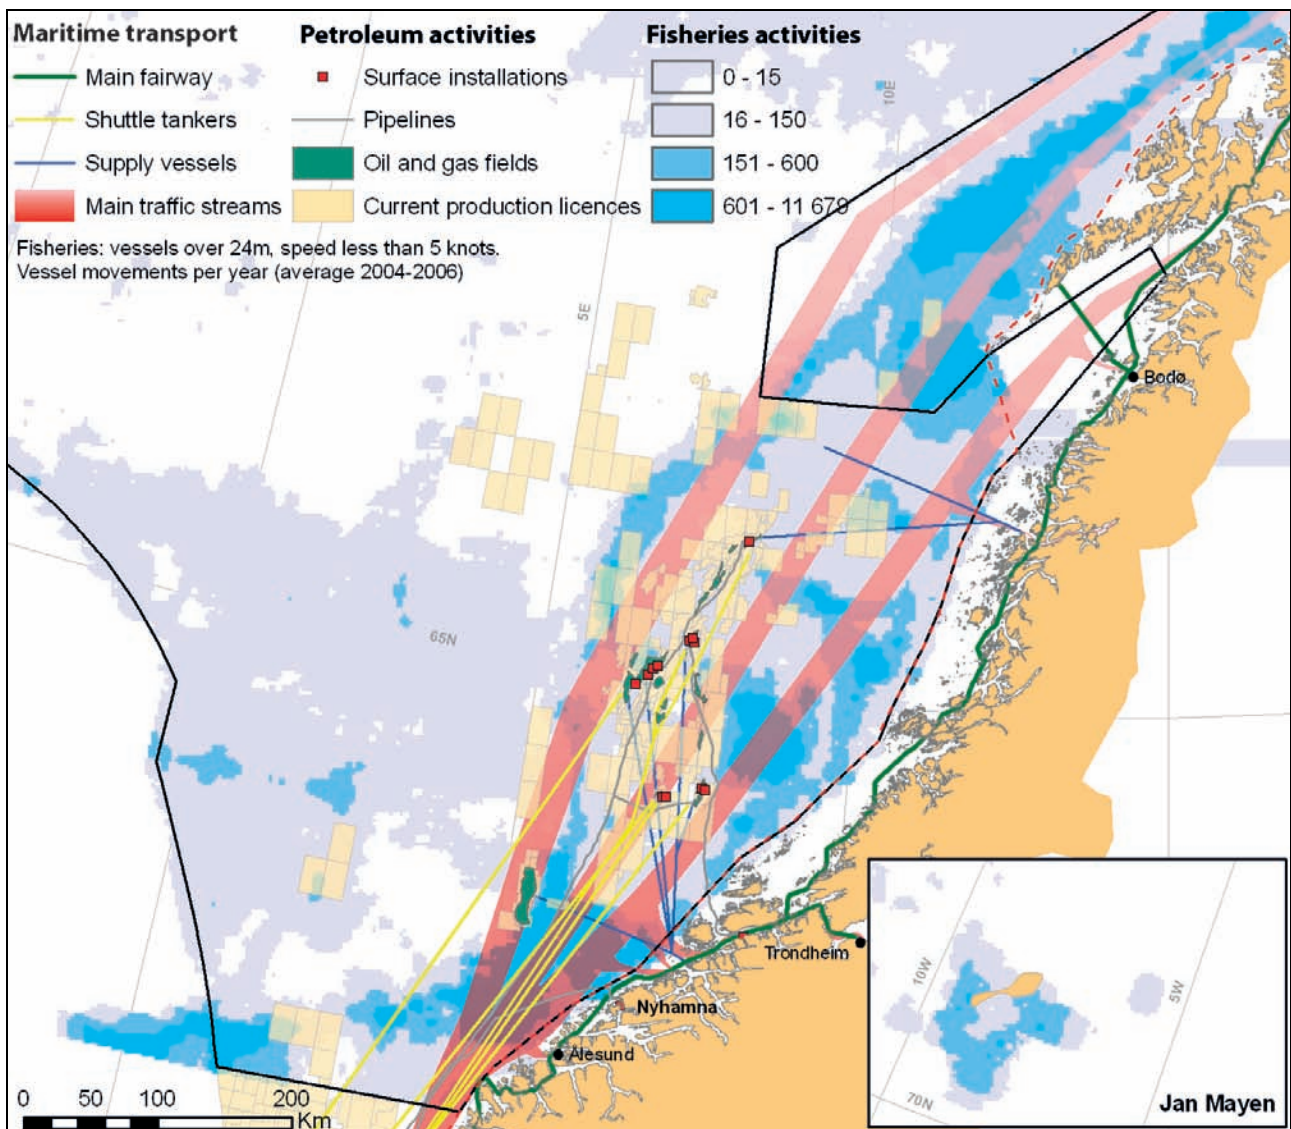 Maritime transport
Main fairway
Shuttle tankers
Supply vessels
Main traffic streams
Petroleum activities
Surface installations
Pipelines
Oil and gas fields
Current production licences
Fisheries activities
0 - 15
16 - 150
151 - 600
601 - 11 679
Fisheries: vessels over 24m, speed less than 5 knots.
Vessel movements per year (average 2004-2006)
10E
5E
65N
Bodø
Trondheim
Nyhamna
Ålesund
0 50 100 200
Km
10W
5W
70N
Jan Mayen